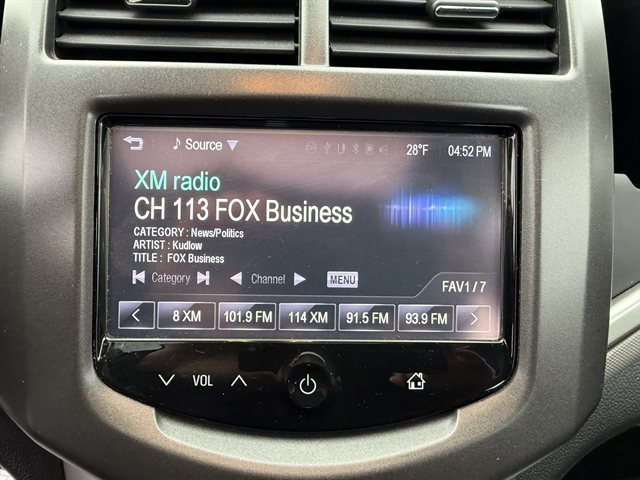 Source 28°F 04:52 PM
XM radio
CH 113 FOX Business
CATEGORY : News/Politics
ARTIST : Kudlow
TITLE : FOX Business
Category Channel MENU FAV1 / 7
8 XM 101.9 FM 114 XM 91.5 FM 93.9 FM
VOL